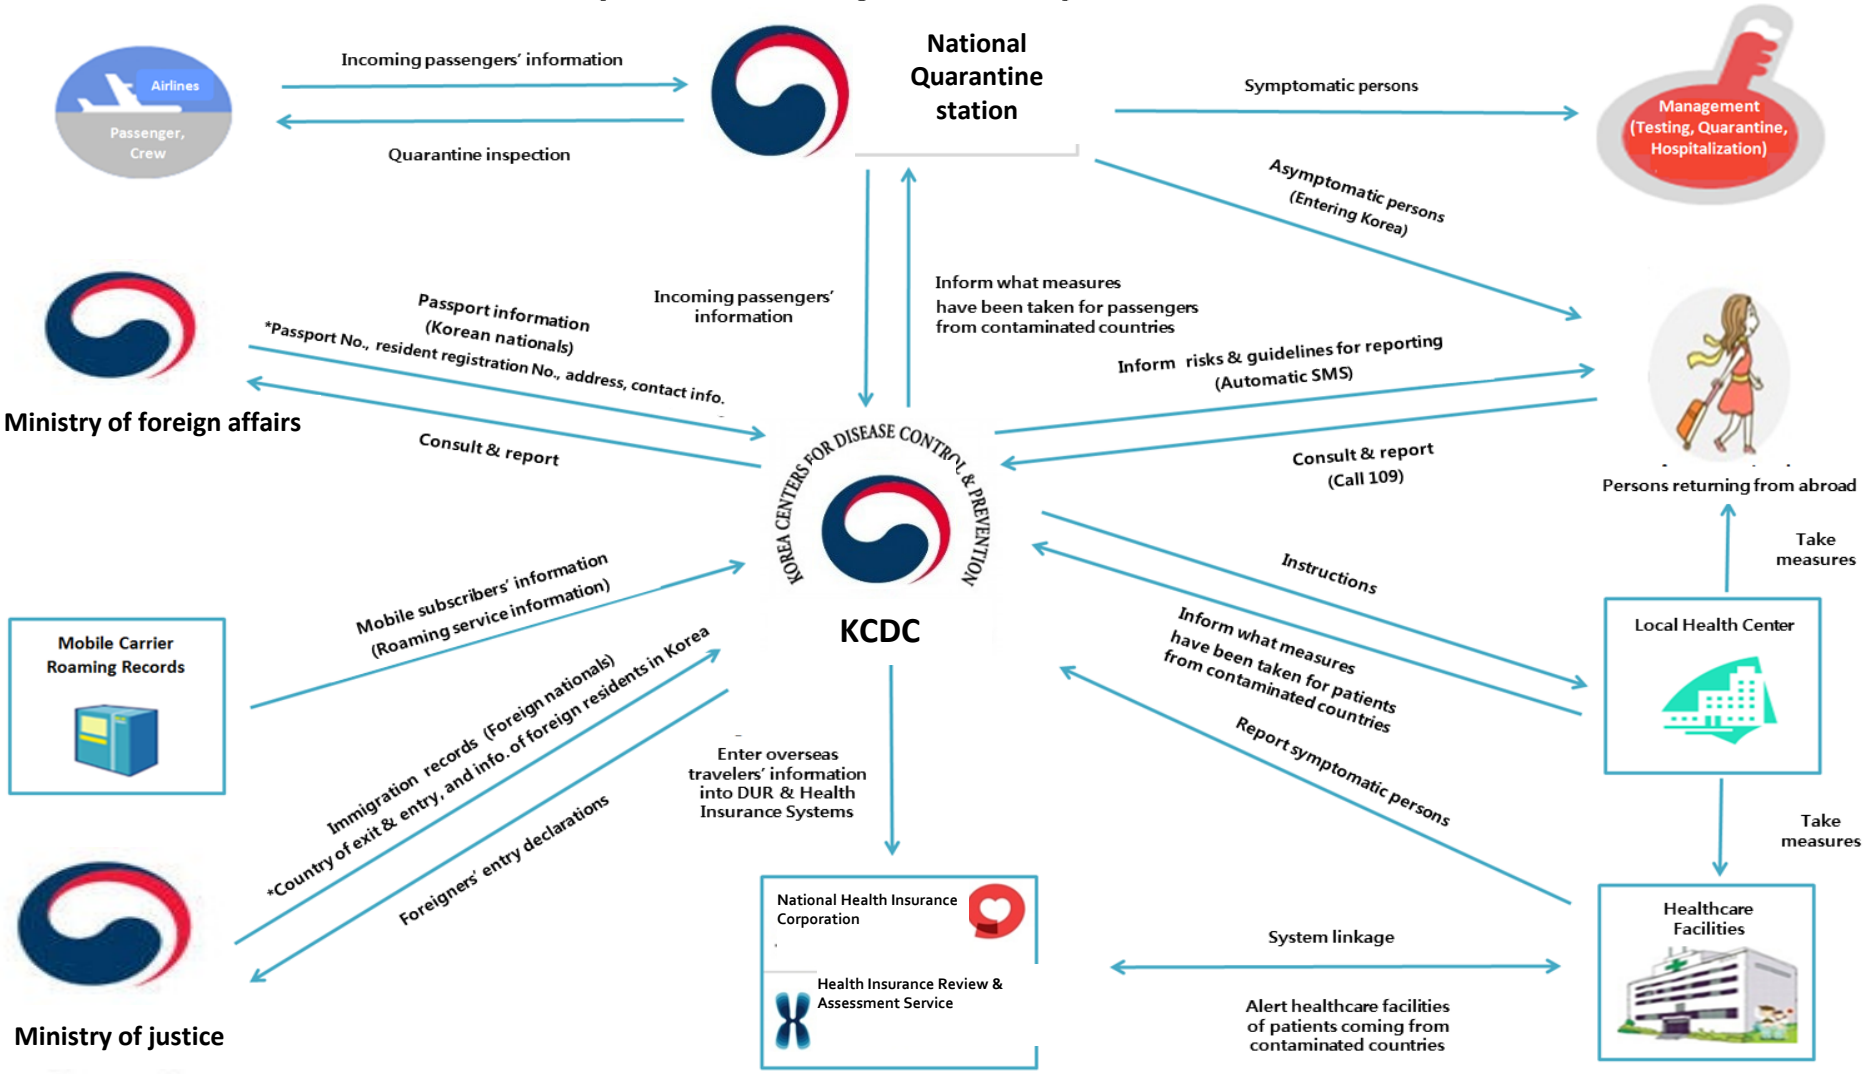 Airlines
Passenger,
Crew
Incoming passengers' information
Quarantine inspection
National
Quarantine
station
Symptomatic persons
Management
(Testing, Quarantine,
Hospitalization)
Asymptomatic persons
(Entering Korea)
Ministry of foreign affairs
Passport information
(Korean nationals)
*Passport No., resident registration No., address, contact info.
Consult & report
Incoming passengers'
information
Inform what measures
have been taken for passengers
from contaminated countries
Inform risks & guidelines for reporting
(Automatic SMS)
Consult & report
(Call 109)
Persons returning from abroad
KOREA CENTERS FOR DISEASE CONTROL & PREVENTION
KCDC
Mobile Carrier
Roaming Records
Mobile subscribers' information
(Roaming service information)
Instructions
Inform what measures
have been taken for patients
from contaminated countries
Report symptomatic persons
Take
measures
Local Health Center
Take
measures
Immigration records (Foreign nationals)
*Country of exit & entry, and info. of foreign residents in Korea
Foreigners' entry declarations
Ministry of justice
Enter overseas
travelers' information
into DUR & Health
Insurance Systems
National Health Insurance
Corporation
Health Insurance Review &
Assessment Service
System linkage
Alert healthcare facilities
of patients coming from
contaminated countries
Healthcare
Facilities